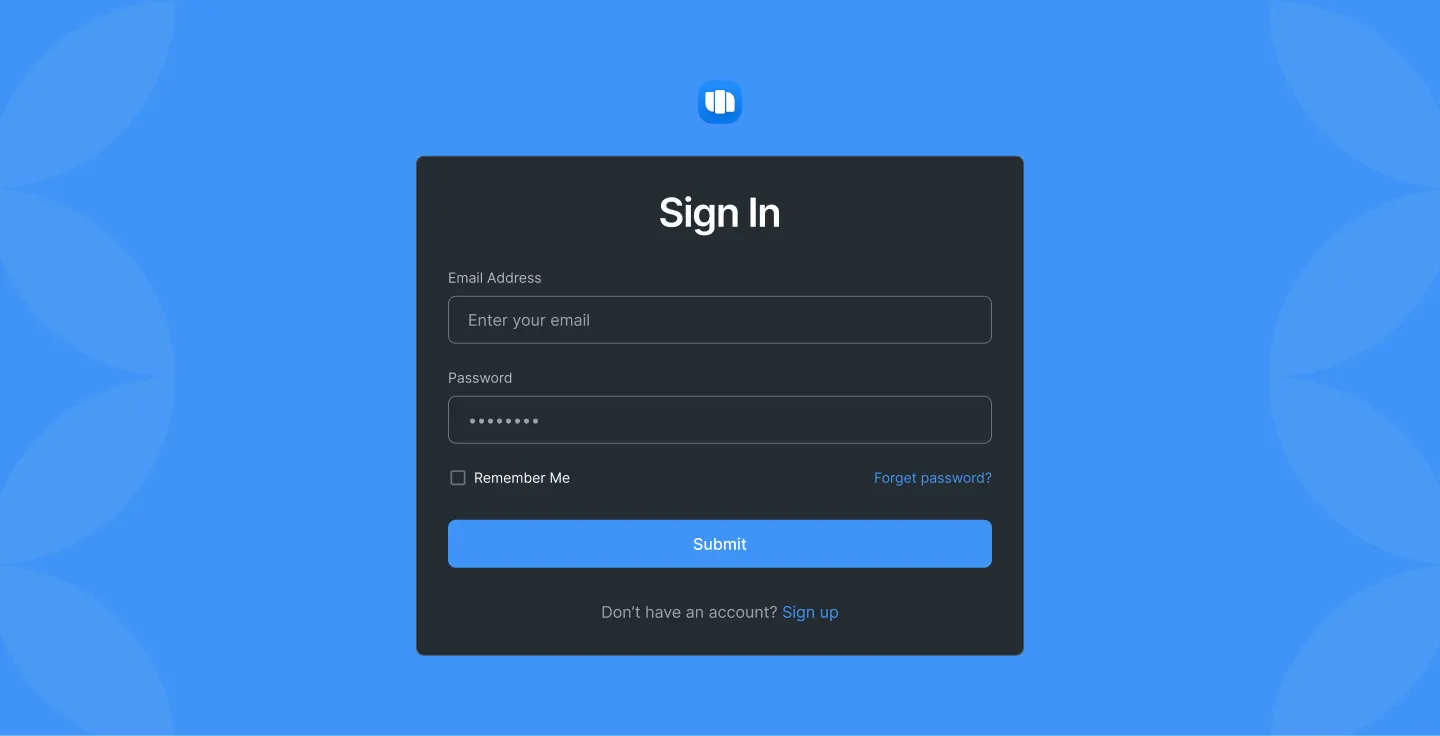 Sign In
Email Address
Enter your email
Password
••••••••
Remember Me
Forget password?
Submit
Don’t have an account? Sign up